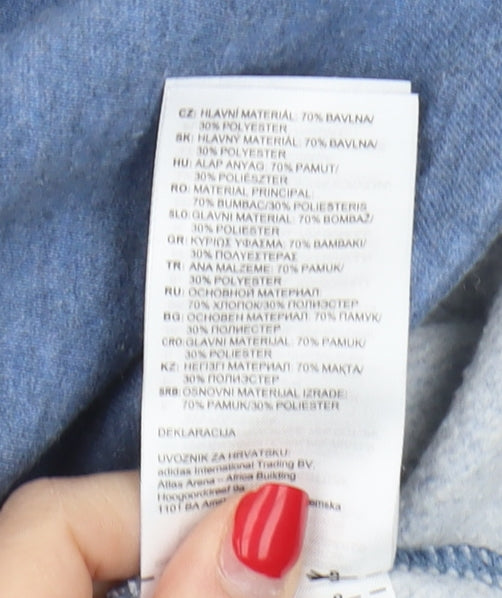 CZ: HLAVNÍ MATERIÁL: 70% BAVLNA/
30% POLYESTER
SK: HLAVNÝ MATERIÁL: 70% BAVLNA/
30% POLYESTER
HU: ALAP ANYAG: 70% PAMUT/
30% POLIÉSZTER
RO: MATERIAL PRINCIPAL:
70% BUMBAC/30% POLIESTERIS
SLO: GLAVNI MATERIAL: 70% BOMBAŽ/
30% POLIESTER
GR: ΚΥΡΙΩΣ ΥΦΑΣΜΑ: 70% ΒΑΜΒΑΚΙ/
30% ΠΟΛΥΕΣΤΕΡΑΣ
TR: ANA MALZEME: 70% PAMUK/
30% POLYESTER
RU: ОСНОВНОЙ МАТЕРИАЛ:
70% ХЛОПОК/30% ПОЛИЭСТЕР
BG: ОСНОВЕН МАТЕРИАЛ: 70% ПАМУК/
30% ПОЛИЕСТЕР
CRO: GLAVNI MATERIJAL: 70% PAMUK/
30% POLIESTER
KZ: НЕГІЗГІ МАТЕРИАЛ: 70% МАҚТА/
30% ПОЛИЭСТЕР
SRB: OSNOVNI MATERIJAL IZRADE:
70% PAMUK/30% POLIESTER
DEKLARACIJA
UVOZNIK ZA HRVATSKU:
adidas International Trading BV,
Atlas Arena - Africa Building
Hoogoorddreef 9a
1101 BA